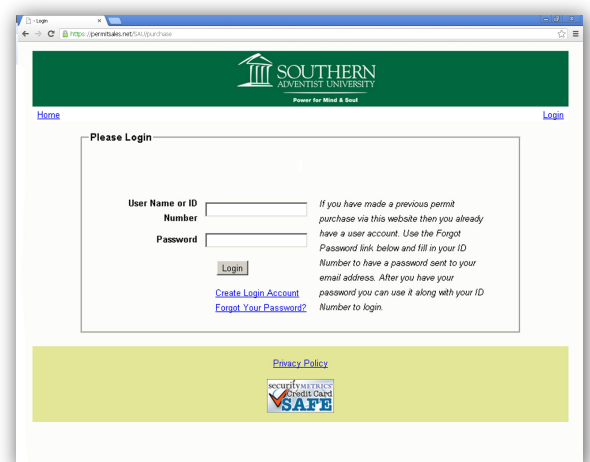 - Login
https://permitsales.net/SAU/purchase
SOUTHERN
ADVENTIST UNIVERSITY
Power for Mind & Soul
Home
Login
Please Login
User Name or ID
Number
Password
Login
Create Login Account
Forgot Your Password?
If you have made a previous permit
purchase via this website then you already
have a user account. Use the Forgot
Password link below and fill in your ID
Number to have a password sent to your
email address. After you have your
password you can use it along with your ID
Number to login.
Privacy Policy
securityMETRICS
Credit Card
SAFE